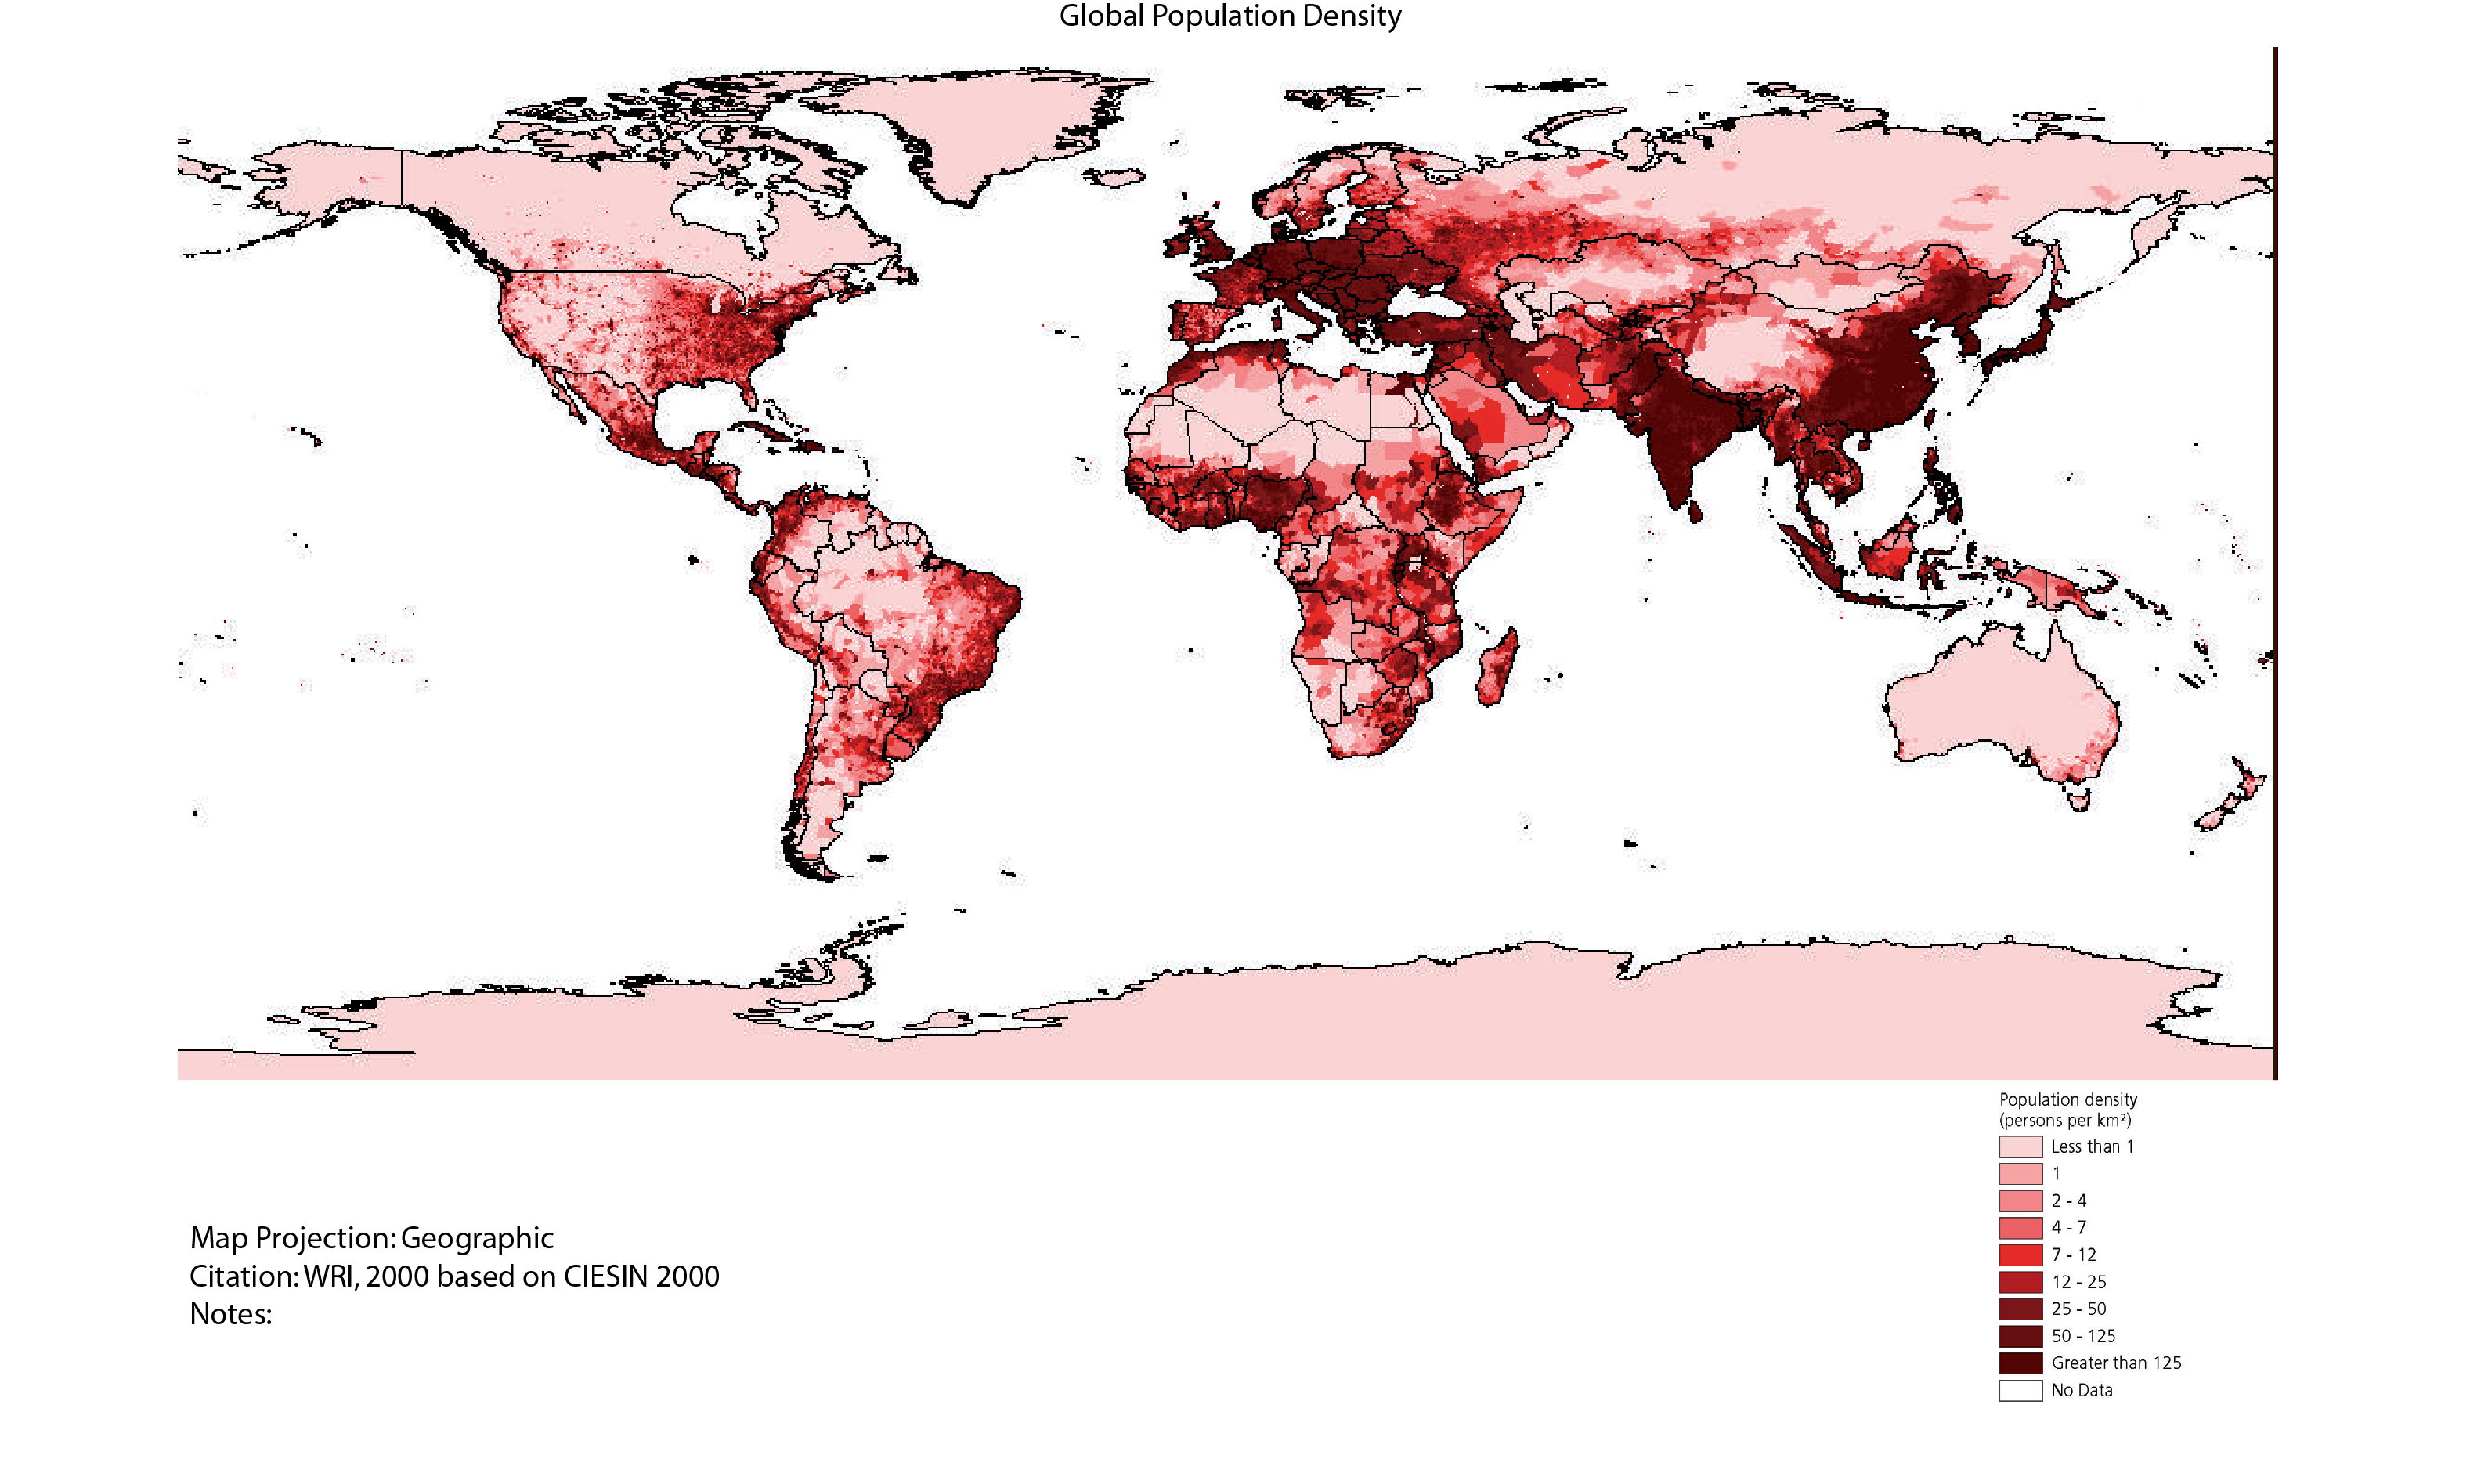 Global Population Density
Population density
(persons per km²)
Less than 1
1
2 - 4
4 - 7
7 - 12
12 - 25
25 - 50
50 - 125
Greater than 125
No Data
Map Projection: Geographic
Citation: WRI, 2000 based on CIESIN 2000
Notes: